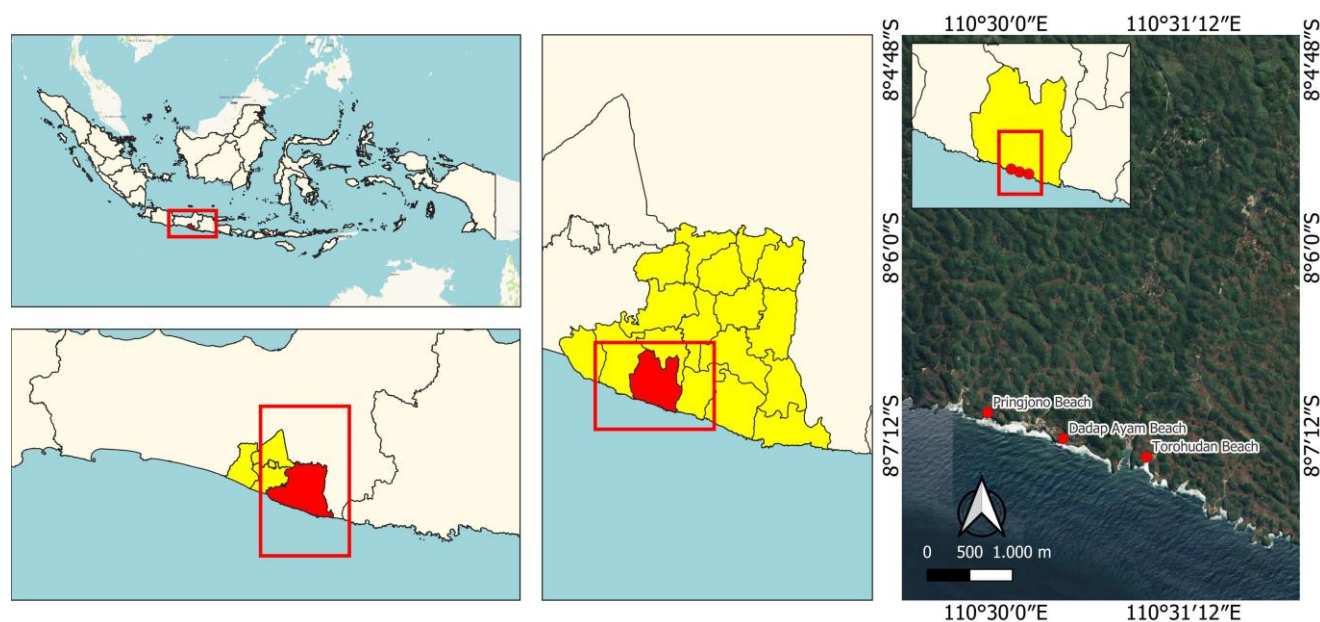 110°30′0″E
110°31′12″E
8°4′48″S
8°4′48″S
8°6′0″S
8°6′0″S
8°7′12″S
8°7′12″S
Pringjono Beach
Dadap Ayam Beach
Torohudan Beach
0 500 1.000 m
110°30′0″E
110°31′12″E